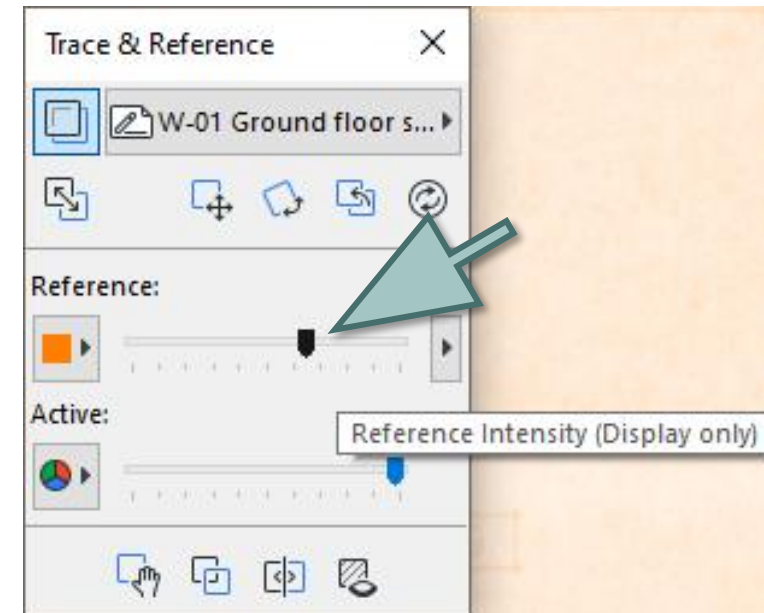 Trace & Reference
W-01 Ground floor s...
Reference:
Active:
Reference Intensity (Display only)